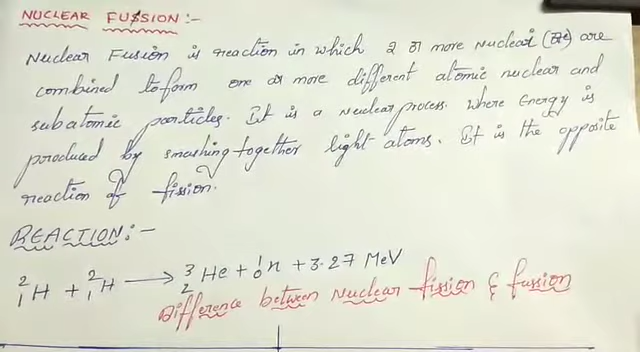 NUCLEAR FUSSION :-
Nuclear Fusion is reaction in which 2 or more nuclei are
combined to form one or more different atomic nuclear and
subatomic particles. It is a nuclear process. Where Energy is
produced by smashing together light atoms. It is the opposite
reaction of fission.
REACTION:-
²₁H + ²₁H → ³₂He + ¹₀n + 3.27 MeV
Difference between Nuclear fission & fussion